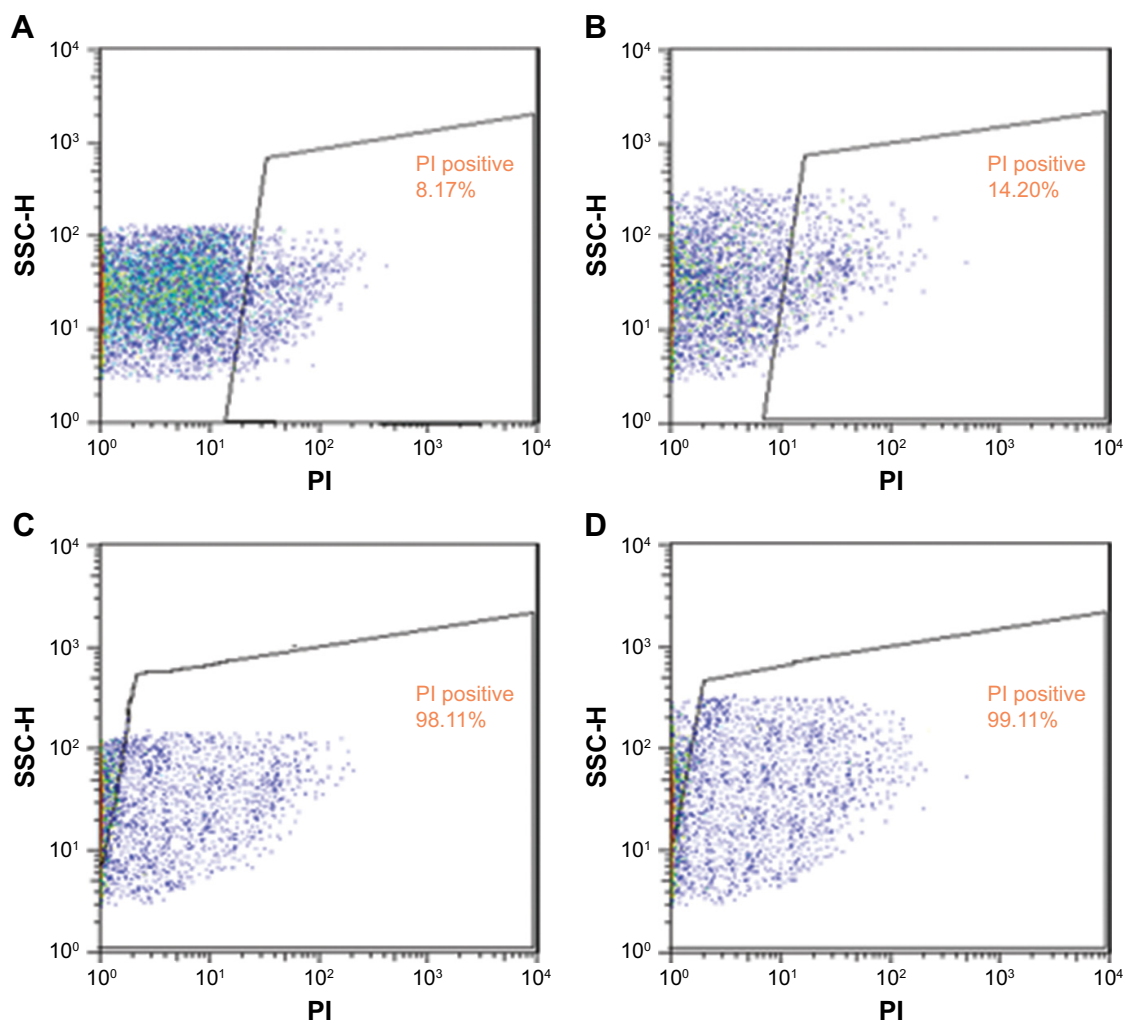 A
B
10⁴
10³
10²
10¹
10⁰
SSC-H
PI positive
8.17%
10⁰
10¹
10²
10³
10⁴
PI
10⁴
10³
10²
10¹
10⁰
SSC-H
PI positive
14.20%
10⁰
10¹
10²
10³
10⁴
PI
C
D
10⁴
10³
10²
10¹
10⁰
SSC-H
PI positive
98.11%
10⁰
10¹
10²
10³
10⁴
PI
10⁴
10³
10²
10¹
10⁰
SSC-H
PI positive
99.11%
10⁰
10¹
10²
10³
10⁴
PI